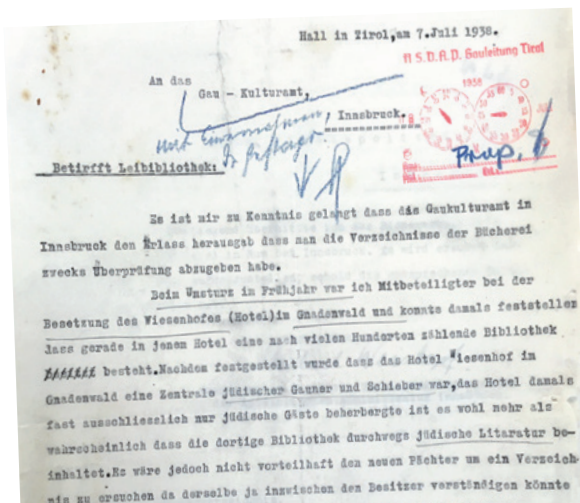 Hall in Tirol,am 7.Juli 1938.
N S.D.A.P. Gauleitung Tirol
An das
1938
Gau - Kulturamt,
Innsbruck.
Betirfft Leibibliothek:
Es ist mir zu Kenntnis gelangt dass die Gaukulturamt in
Innsbruck den Erlass herausgab dass man die Verzeichnisse der Bücherei
zwecks Überprüfung abzugeben habe.
Beim Umsturz im Frühjahr war ich Mitbeteiligter bei der
Besetzung des Wiesenhofes (Hotel)im Gnadenwald und konnte damals feststellen
dass gerade in jenem Hotel eine nach vielen Hunderten zählende Bibliothek
besteht.Nachdem festgestellt wurde dass das Hotel Wiesenhof im
Gnadenwald eine Zentrale jüdischer Gauner und Schieber war,das Hotel damals
fast ausschliesslich nur jüdische Gäste beherbergte ist es wohl mehr als
wahrscheinlich dass die dortige Bibliothek durchwegs jüdische Litaratur be-
inhaltet.Es wäre jedoch nicht vorteilhaft den neuen Pächter um ein Verzeich-
nis zu ersuchen da derselbe ja inzwischen den Besitzer verständigen könnte